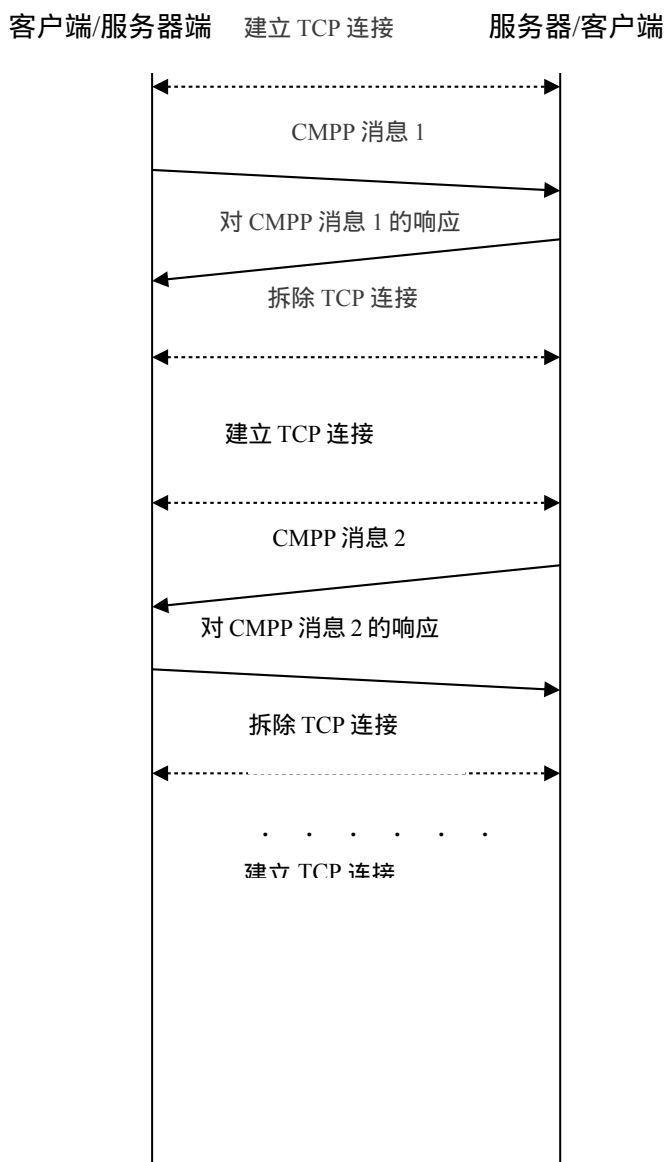 客户端/服务器端 建立 TCP 连接 服务器/客户端
CMPP 消息 1
对 CMPP 消息 1 的响应
拆除 TCP 连接
建立 TCP 连接
CMPP 消息 2
对 CMPP 消息 2 的响应
拆除 TCP 连接
. . . . . .
建立 TCP 连接